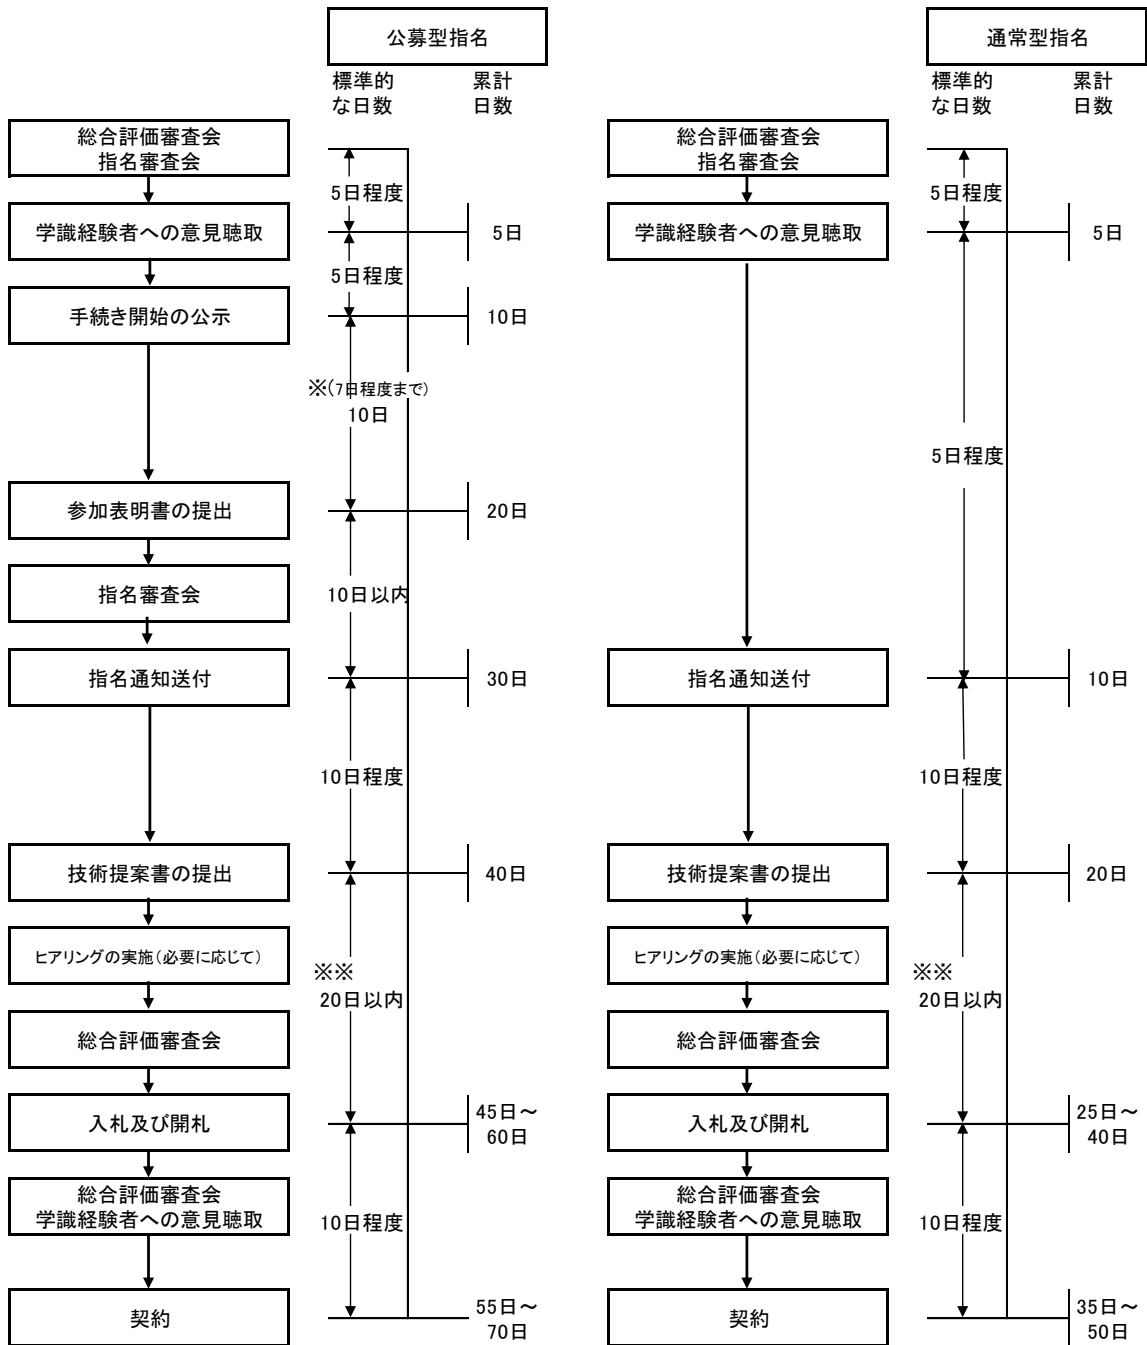 公募型指名
標準的
な日数
累計
日数
総合評価審査会
指名審査会
5日程度
学識経験者への意見聴取
5日
5日程度
手続き開始の公示
10日
※(7日程度まで)
10日
参加表明書の提出
20日
10日以内
指名審査会
指名通知送付
30日
10日程度
技術提案書の提出
40日
ヒアリングの実施(必要に応じて)
※※
20日以内
総合評価審査会
入札及び開札
45日~
60日
総合評価審査会
学識経験者への意見聴取
10日程度
契約
55日~
70日
通常型指名
標準的
な日数
累計
日数
総合評価審査会
指名審査会
5日程度
学識経験者への意見聴取
5日
5日程度
指名通知送付
10日
10日程度
技術提案書の提出
20日
ヒアリングの実施(必要に応じて)
※※
20日以内
総合評価審査会
入札及び開札
25日~
40日
総合評価審査会
学識経験者への意見聴取
10日程度
契約
35日~
50日